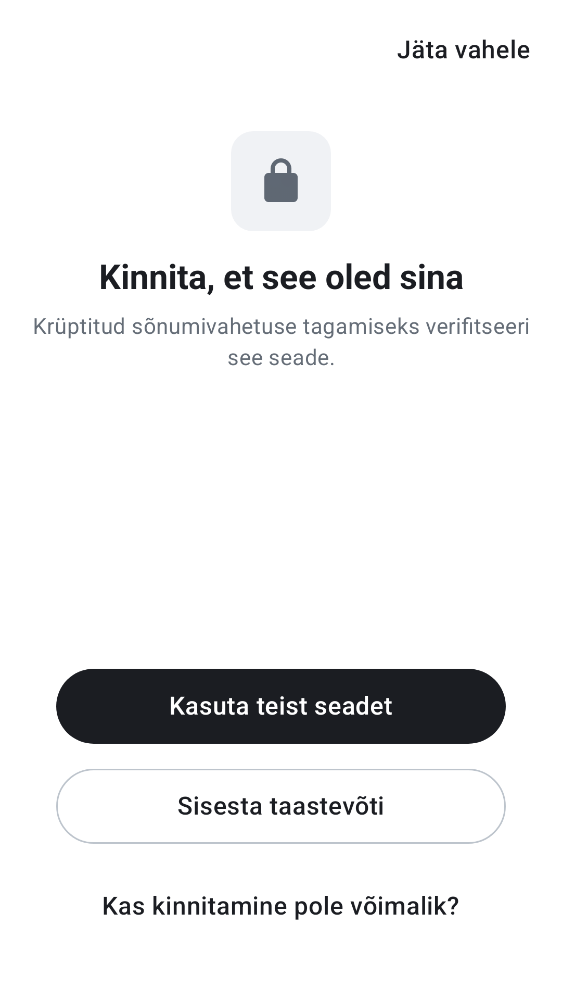 Jäta vahele
Kinnita, et see oled sina
Krüptitud sõnumivahetuse tagamiseks verifitseeri
see seade.
Kasuta teist seadet
Sisesta taastevõti
Kas kinnitamine pole võimalik?